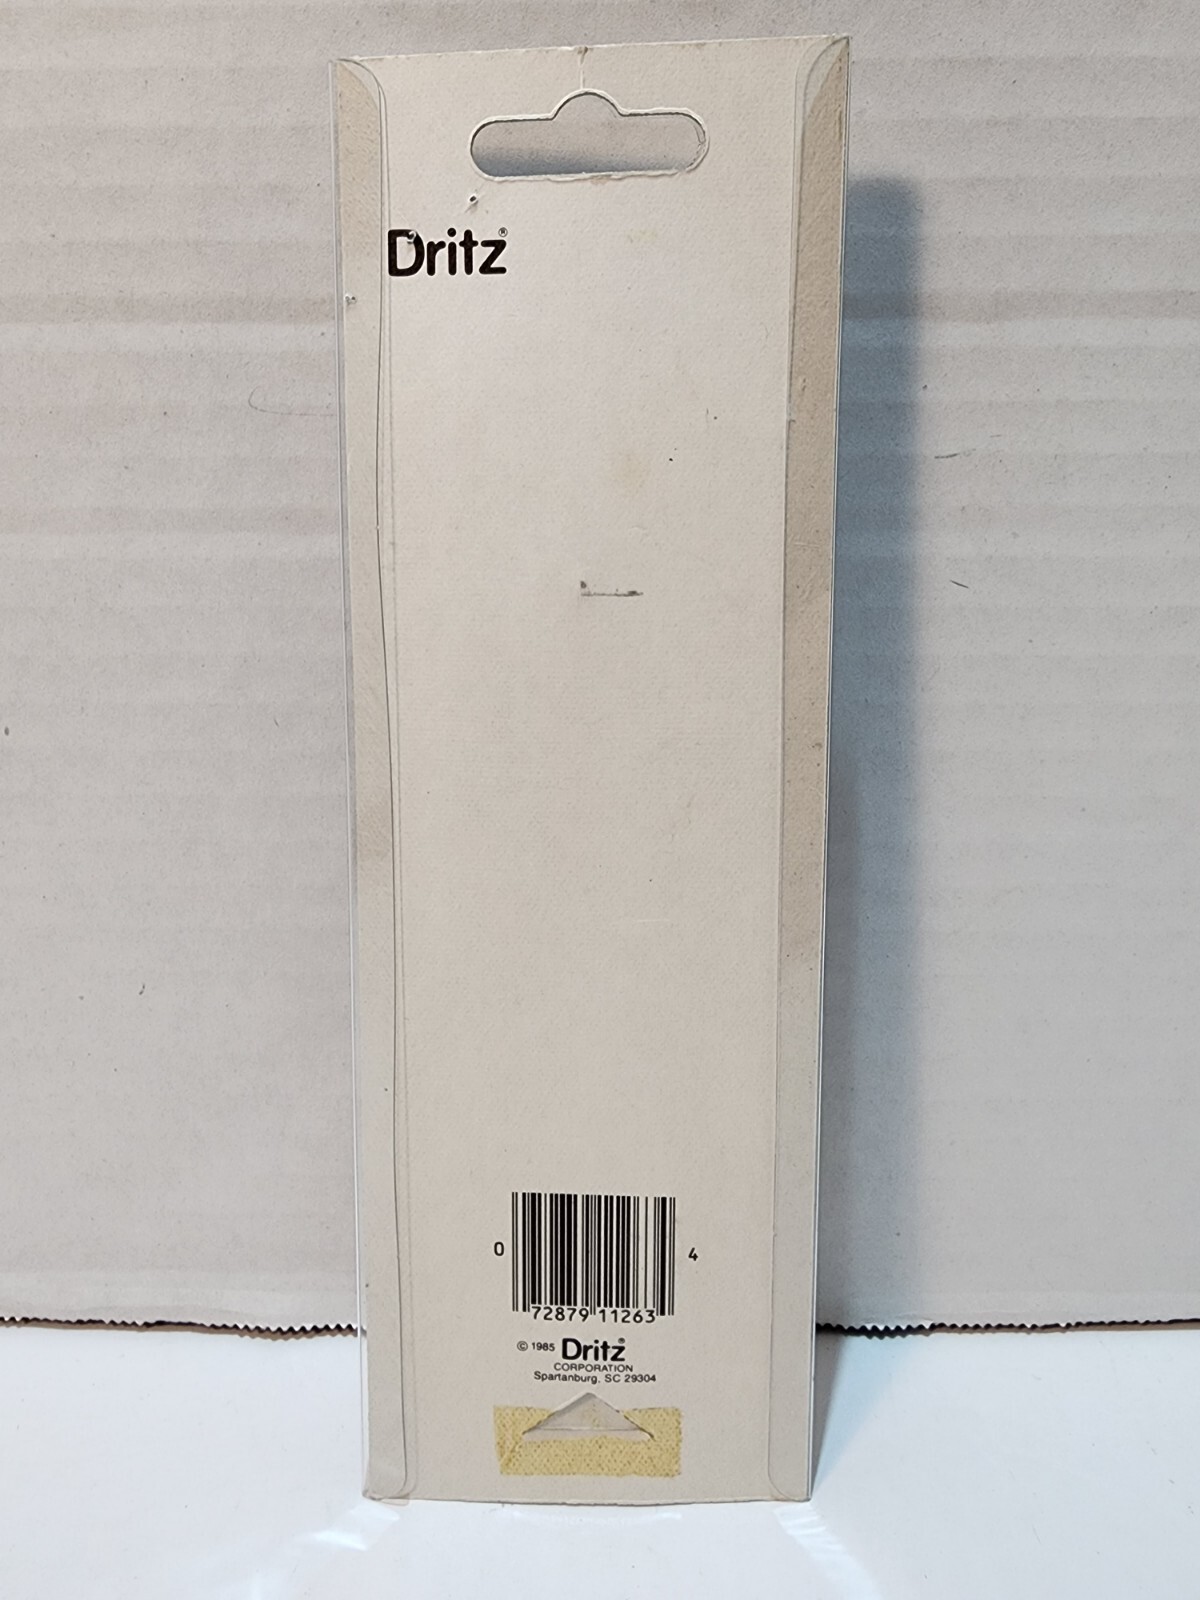 Dritz®
0 72879 11263 4
© 1985 Dritz®
CORPORATION
Spartanburg, SC 29304